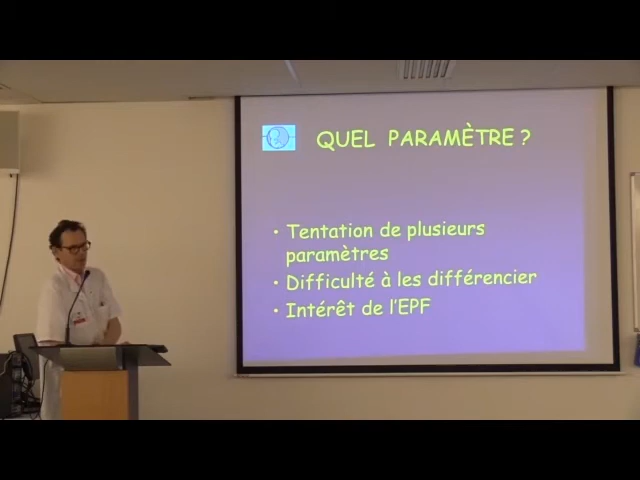 QUEL PARAMÈTRE ?
• Tentation de plusieurs
paramètres
• Difficulté à les différencier
• Intérêt de l'EPF